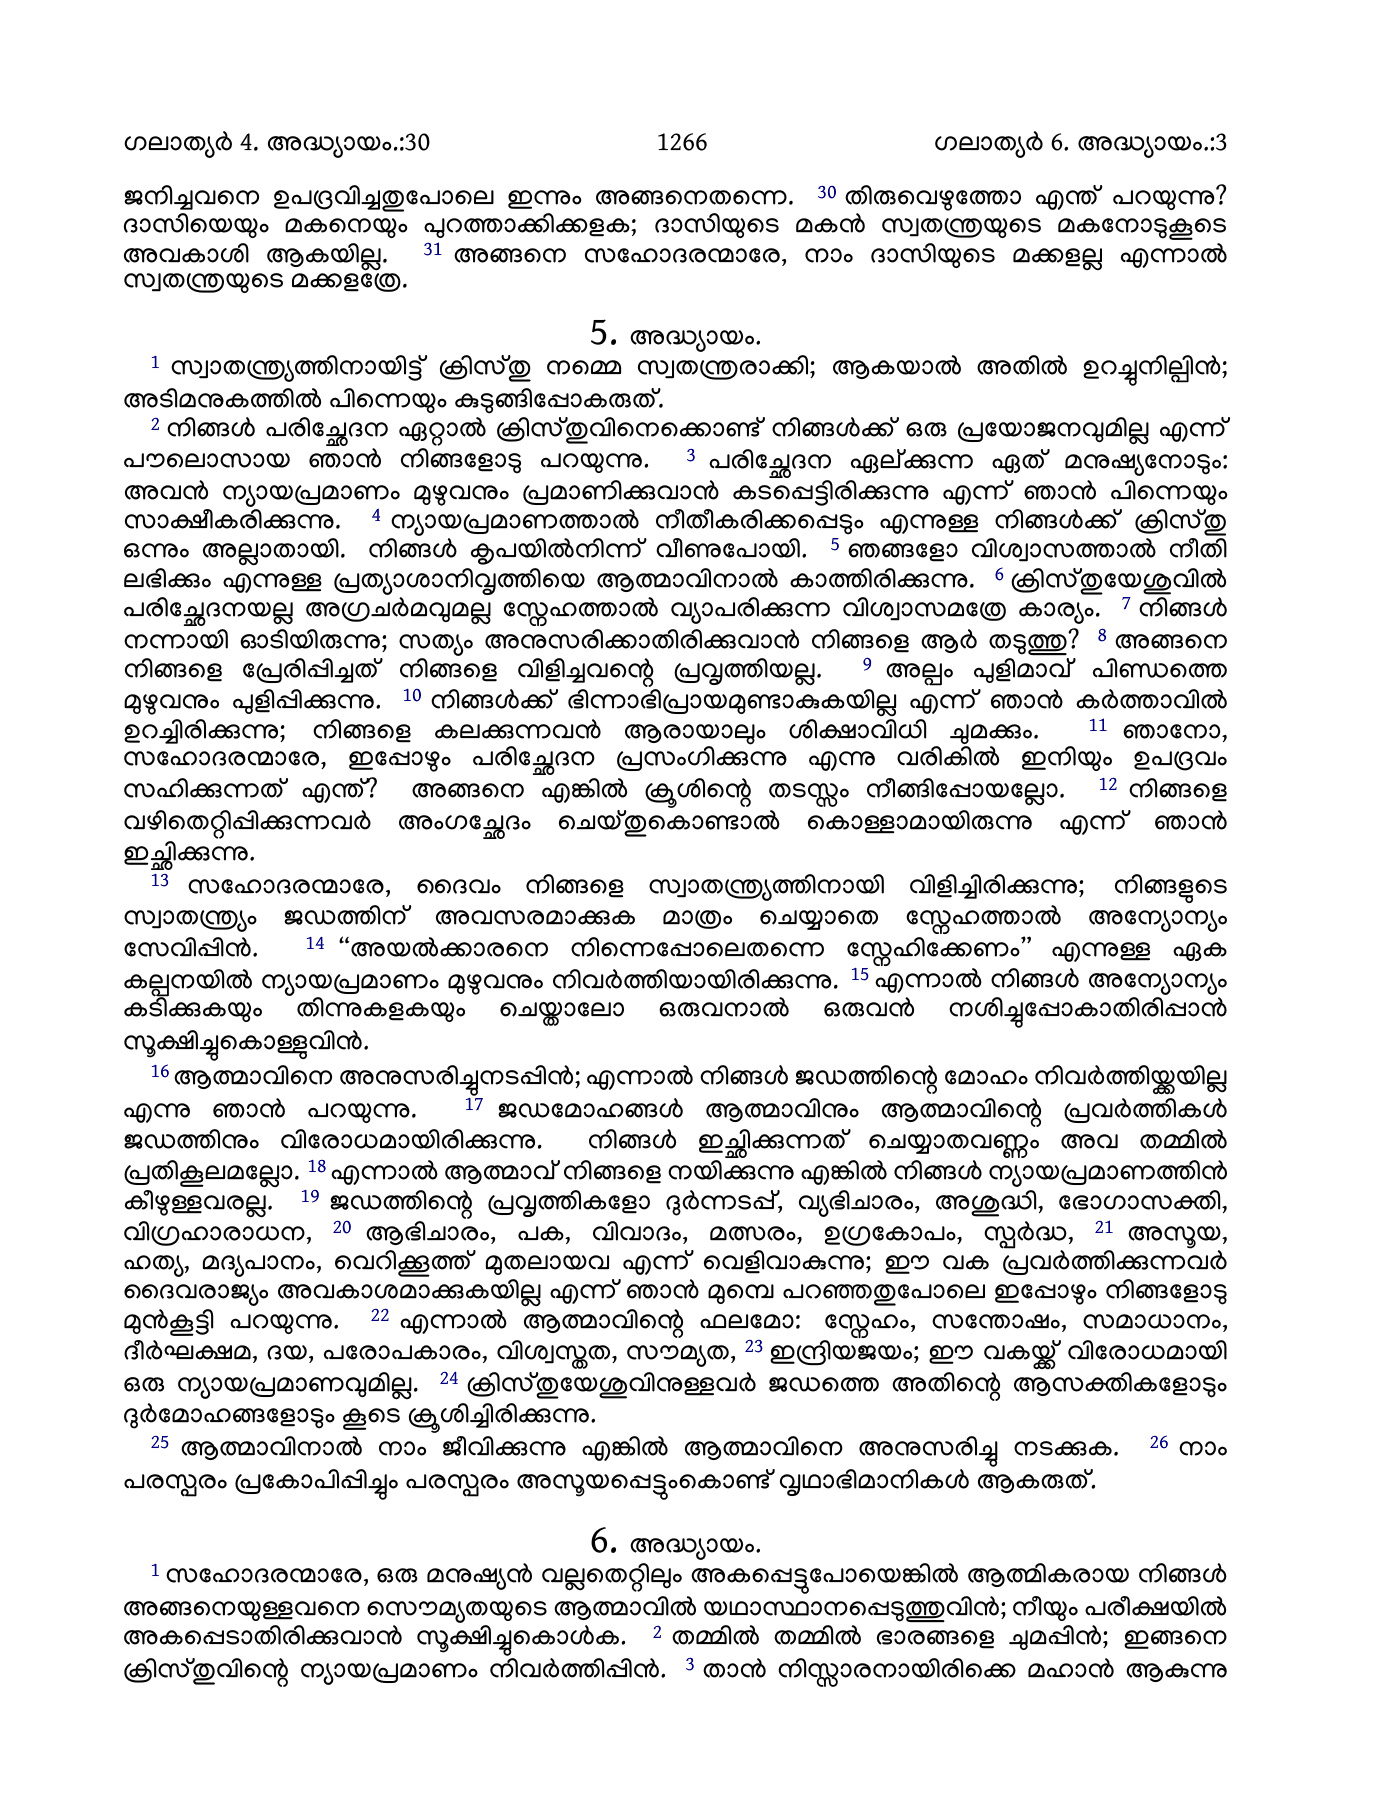 ഗലാത്യർ 4. അദ്ധ്യായം.:30 1266 ഗലാത്യർ 6. അദ്ധ്യായം.:3
ജനിച്ചവനെ ഉപദ്രവിച്ചതുപോലെ ഇന്നും അങ്ങനെതന്നെ. 30 തിരുവെഴുത്തോ എന്ത് പറയുന്നു?
ദാസിയെയും മകനെയും പുറത്താക്കിക്കളക; ദാസിയുടെ മകൻ സ്വതന്ത്രയുടെ മകനോടുകൂടെ
അവകാശി ആകയില്ല. 31 അങ്ങനെ സഹോദരന്മാരേ, നാം ദാസിയുടെ മക്കളല്ല എന്നാൽ
സ്വതന്ത്രയുടെ മക്കളത്രേ.
5. അദ്ധ്യായം.
1 സ്വാതന്ത്ര്യത്തിനായിട്ട് ക്രിസ്തു നമ്മെ സ്വതന്ത്രരാക്കി; ആകയാൽ അതിൽ ഉറച്ചുനില്പിൻ;
അടിമനുകത്തിൽ പിന്നെയും കുടുങ്ങിപ്പോകരുത്.
2 നിങ്ങൾ പരിച്ഛേദന ഏറ്റാൽ ക്രിസ്തുവിനെക്കൊണ്ട് നിങ്ങൾക്ക് ഒരു പ്രയോജനവുമില്ല എന്ന്
പൗലൊസായ ഞാൻ നിങ്ങളോടു പറയുന്നു. 3 പരിച്ഛേദന ഏല്ക്കുന്ന ഏത് മനുഷ്യനോടും:
അവൻ ന്യായപ്രമാണം മുഴുവനും പ്രമാണിക്കുവാൻ കടപ്പെട്ടിരിക്കുന്നു എന്ന് ഞാൻ പിന്നെയും
സാക്ഷീകരിക്കുന്നു. 4 ന്യായപ്രമാണത്താൽ നീതീകരിക്കപ്പെടും എന്നുള്ള നിങ്ങൾക്ക് ക്രിസ്തു
ഒന്നും അല്ലാതായി. നിങ്ങൾ കൃപയിൽനിന്ന് വീണുപോയി. 5 ഞങ്ങളോ വിശ്വാസത്താൽ നീതി
ലഭിക്കും എന്നുള്ള പ്രത്യാശാനിവൃത്തിയെ ആത്മാവിനാൽ കാത്തിരിക്കുന്നു. 6 ക്രിസ്തുയേശുവിൽ
പരിച്ഛേദനയല്ല അഗ്രചർമവുമല്ല സ്നേഹത്താൽ വ്യാപരിക്കുന്ന വിശ്വാസമത്രേ കാര്യം. 7 നിങ്ങൾ
നന്നായി ഓടിയിരുന്നു; സത്യം അനുസരിക്കാതിരിക്കുവാൻ നിങ്ങളെ ആർ തടുത്തു? 8 അങ്ങനെ
നിങ്ങളെ പ്രേരിപ്പിച്ചത് നിങ്ങളെ വിളിച്ചവന്റെ പ്രവൃത്തിയല്ല. 9 അല്പം പുളിമാവ് പിണ്ഡത്തെ
മുഴുവനും പുളിപ്പിക്കുന്നു. 10 നിങ്ങൾക്ക് ഭിന്നാഭിപ്രായമുണ്ടാകുകയില്ല എന്ന് ഞാൻ കർത്താവിൽ
ഉറച്ചിരിക്കുന്നു; നിങ്ങളെ കലക്കുന്നവൻ ആരായാലും ശിക്ഷാവിധി ചുമക്കും. 11 ഞാനോ,
സഹോദരന്മാരേ, ഇപ്പോഴും പരിച്ഛേദന പ്രസംഗിക്കുന്നു എന്നു വരികിൽ ഇനിയും ഉപദ്രവം
സഹിക്കുന്നത് എന്ത്? അങ്ങനെ എങ്കിൽ ക്രൂശിന്റെ തടസ്സം നീങ്ങിപ്പോയല്ലോ. 12 നിങ്ങളെ
വഴിതെറ്റിപ്പിക്കുന്നവർ അംഗച്ഛേദം ചെയ്തുകൊണ്ടാൽ കൊള്ളാമായിരുന്നു എന്ന് ഞാൻ
ഇച്ഛിക്കുന്നു.
13 സഹോദരന്മാരേ, ദൈവം നിങ്ങളെ സ്വാതന്ത്ര്യത്തിനായി വിളിച്ചിരിക്കുന്നു; നിങ്ങളുടെ
സ്വാതന്ത്ര്യം ജഡത്തിന് അവസരമാക്കുക മാത്രം ചെയ്യാതെ സ്നേഹത്താൽ അന്യോന്യം
സേവിപ്പിൻ. 14 “അയൽക്കാരനെ നിന്നെപ്പോലെതന്നെ സ്നേഹിക്കേണം” എന്നുള്ള ഏക
കല്പനയിൽ ന്യായപ്രമാണം മുഴുവനും നിവർത്തിയായിരിക്കുന്നു. 15 എന്നാൽ നിങ്ങൾ അന്യോന്യം
കടിക്കുകയും തിന്നുകളകയും ചെയ്താലോ ഒരുവനാൽ ഒരുവൻ നശിച്ചുപ്പോകാതിരിപ്പാൻ
സൂക്ഷിച്ചുകൊള്ളുവിൻ.
16 ആത്മാവിനെ അനുസരിച്ചുനടപ്പിൻ; എന്നാൽ നിങ്ങൾ ജഡത്തിന്റെ മോഹം നിവർത്തിയ്ക്കയില്ല
എന്നു ഞാൻ പറയുന്നു. 17 ജഡമോഹങ്ങൾ ആത്മാവിനും ആത്മാവിന്റെ പ്രവർത്തികൾ
ജഡത്തിനും വിരോധമായിരിക്കുന്നു. നിങ്ങൾ ഇച്ഛിക്കുന്നത് ചെയ്യാതവണ്ണം അവ തമ്മിൽ
പ്രതികൂലമല്ലോ. 18 എന്നാൽ ആത്മാവ് നിങ്ങളെ നയിക്കുന്നു എങ്കിൽ നിങ്ങൾ ന്യായപ്രമാണത്തിൻ
കീഴുള്ളവരല്ല. 19 ജഡത്തിന്റെ പ്രവൃത്തികളോ ദുർന്നടപ്പ്, വ്യഭിചാരം, അശുദ്ധി, ഭോഗാസക്തി,
വിഗ്രഹാരാധന, 20 ആഭിചാരം, പക, വിവാദം, മത്സരം, ഉഗ്രകോപം, സ്പർദ്ധ, 21 അസൂയ,
ഹത്യ, മദ്യപാനം, വെറിക്കൂത്ത് മുതലായവ എന്ന് വെളിവാകുന്നു; ഈ വക പ്രവർത്തിക്കുന്നവർ
ദൈവരാജ്യം അവകാശമാക്കുകയില്ല എന്ന് ഞാൻ മുമ്പെ പറഞ്ഞതുപോലെ ഇപ്പോഴും നിങ്ങളോടു
മുൻകൂട്ടി പറയുന്നു. 22 എന്നാൽ ആത്മാവിന്റെ ഫലമോ: സ്നേഹം, സന്തോഷം, സമാധാനം,
ദീർഘക്ഷമ, ദയ, പരോപകാരം, വിശ്വസ്തത, സൗമ്യത, 23 ഇന്ദ്രിയജയം; ഈ വകയ്ക്ക് വിരോധമായി
ഒരു ന്യായപ്രമാണവുമില്ല. 24 ക്രിസ്തുയേശുവിനുള്ളവർ ജഡത്തെ അതിന്റെ ആസക്തികളോടും
ദുർമോഹങ്ങളോടും കൂടെ ക്രൂശിച്ചിരിക്കുന്നു.
25 ആത്മാവിനാൽ നാം ജീവിക്കുന്നു എങ്കിൽ ആത്മാവിനെ അനുസരിച്ചു നടക്കുക. 26 നാം
പരസ്പരം പ്രകോപിപ്പിച്ചും പരസ്പരം അസൂയപ്പെട്ടുംകൊണ്ട് വൃഥാഭിമാനികൾ ആകരുത്.
6. അദ്ധ്യായം.
1 സഹോദരന്മാരേ, ഒരു മനുഷ്യൻ വല്ലതെറ്റിലും അകപ്പെട്ടുപോയെങ്കിൽ ആത്മികരായ നിങ്ങൾ
അങ്ങനെയുള്ളവനെ സൌമ്യതയുടെ ആത്മാവിൽ യഥാസ്ഥാനപ്പെടുത്തുവിൻ; നീയും പരീക്ഷയിൽ
അകപ്പെടാതിരിക്കുവാൻ സൂക്ഷിച്ചുകൊൾക. 2 തമ്മിൽ തമ്മിൽ ഭാരങ്ങളെ ചുമപ്പിൻ; ഇങ്ങനെ
ക്രിസ്തുവിന്റെ ന്യായപ്രമാണം നിവർത്തിപ്പിൻ. 3 താൻ നിസ്സാരനായിരിക്കെ മഹാൻ ആകുന്നു